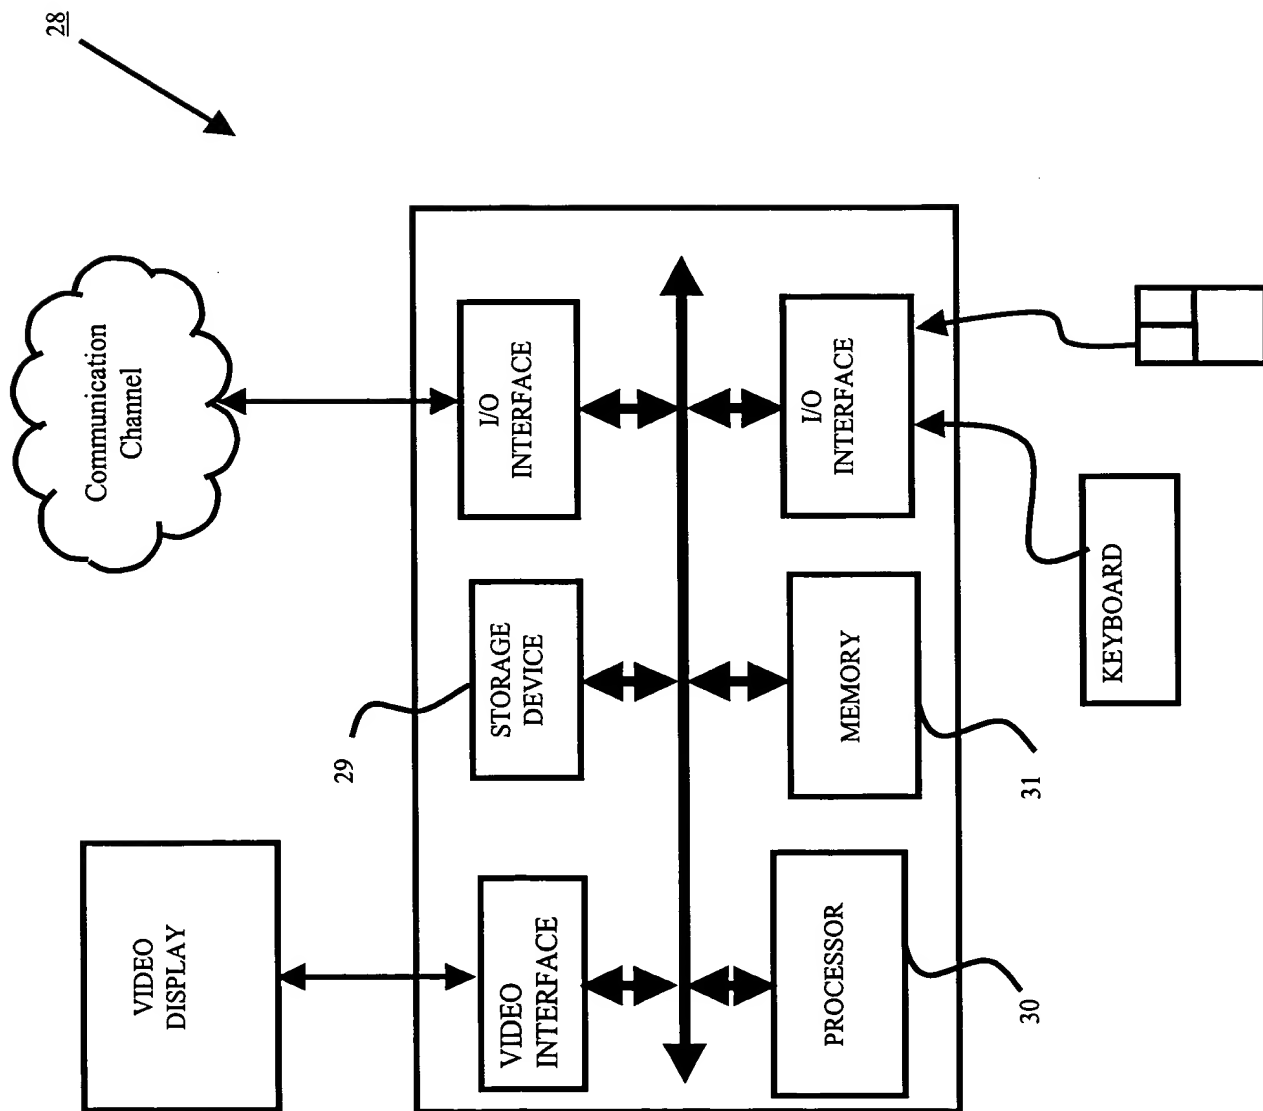 28
Communication
Channel
VIDEO
DISPLAY
29
VIDEO
INTERFACE
STORAGE
DEVICE
I/O
INTERFACE
PROCESSOR
MEMORY
I/O
INTERFACE
30
31
KEYBOARD